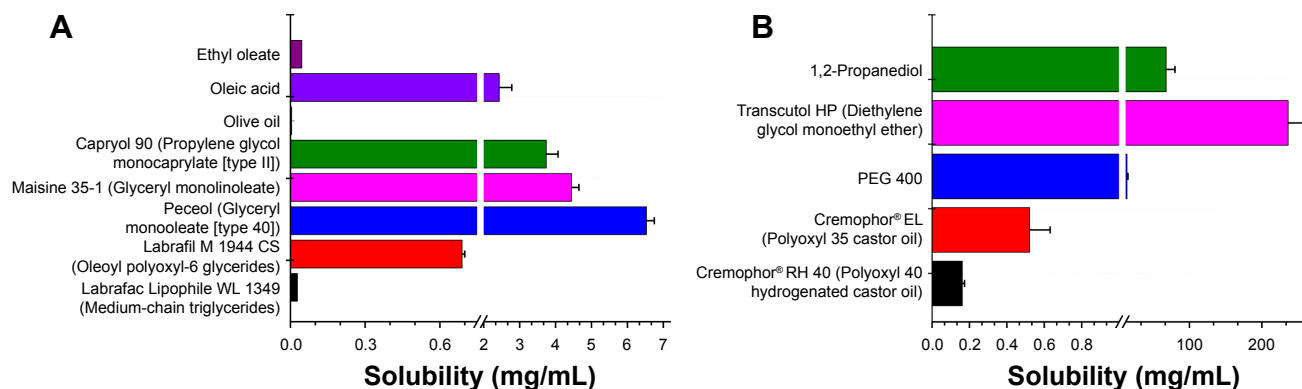 A
Ethyl oleate
Oleic acid
Olive oil
Capryol 90 (Propylene glycol
monocaprylate [type II])
Maisine 35-1 (Glyceryl monolinoleate)
Peceol (Glyceryl
monooleate [type 40])
Labrafil M 1944 CS
(Oleoyl polyoxyl-6 glycerides)
Labrafac Lipophile WL 1349
(Medium-chain triglycerides)
0.0 0.3 0.6 2 3 4 5 6 7
Solubility (mg/mL)
B
1,2-Propanediol
Transcutol HP (Diethylene
glycol monoethyl ether)
PEG 400
Cremophor® EL
(Polyoxyl 35 castor oil)
Cremophor® RH 40 (Polyoxyl 40
hydrogenated castor oil)
0.0 0.2 0.4 0.6 0.8 100 200
Solubility (mg/mL)